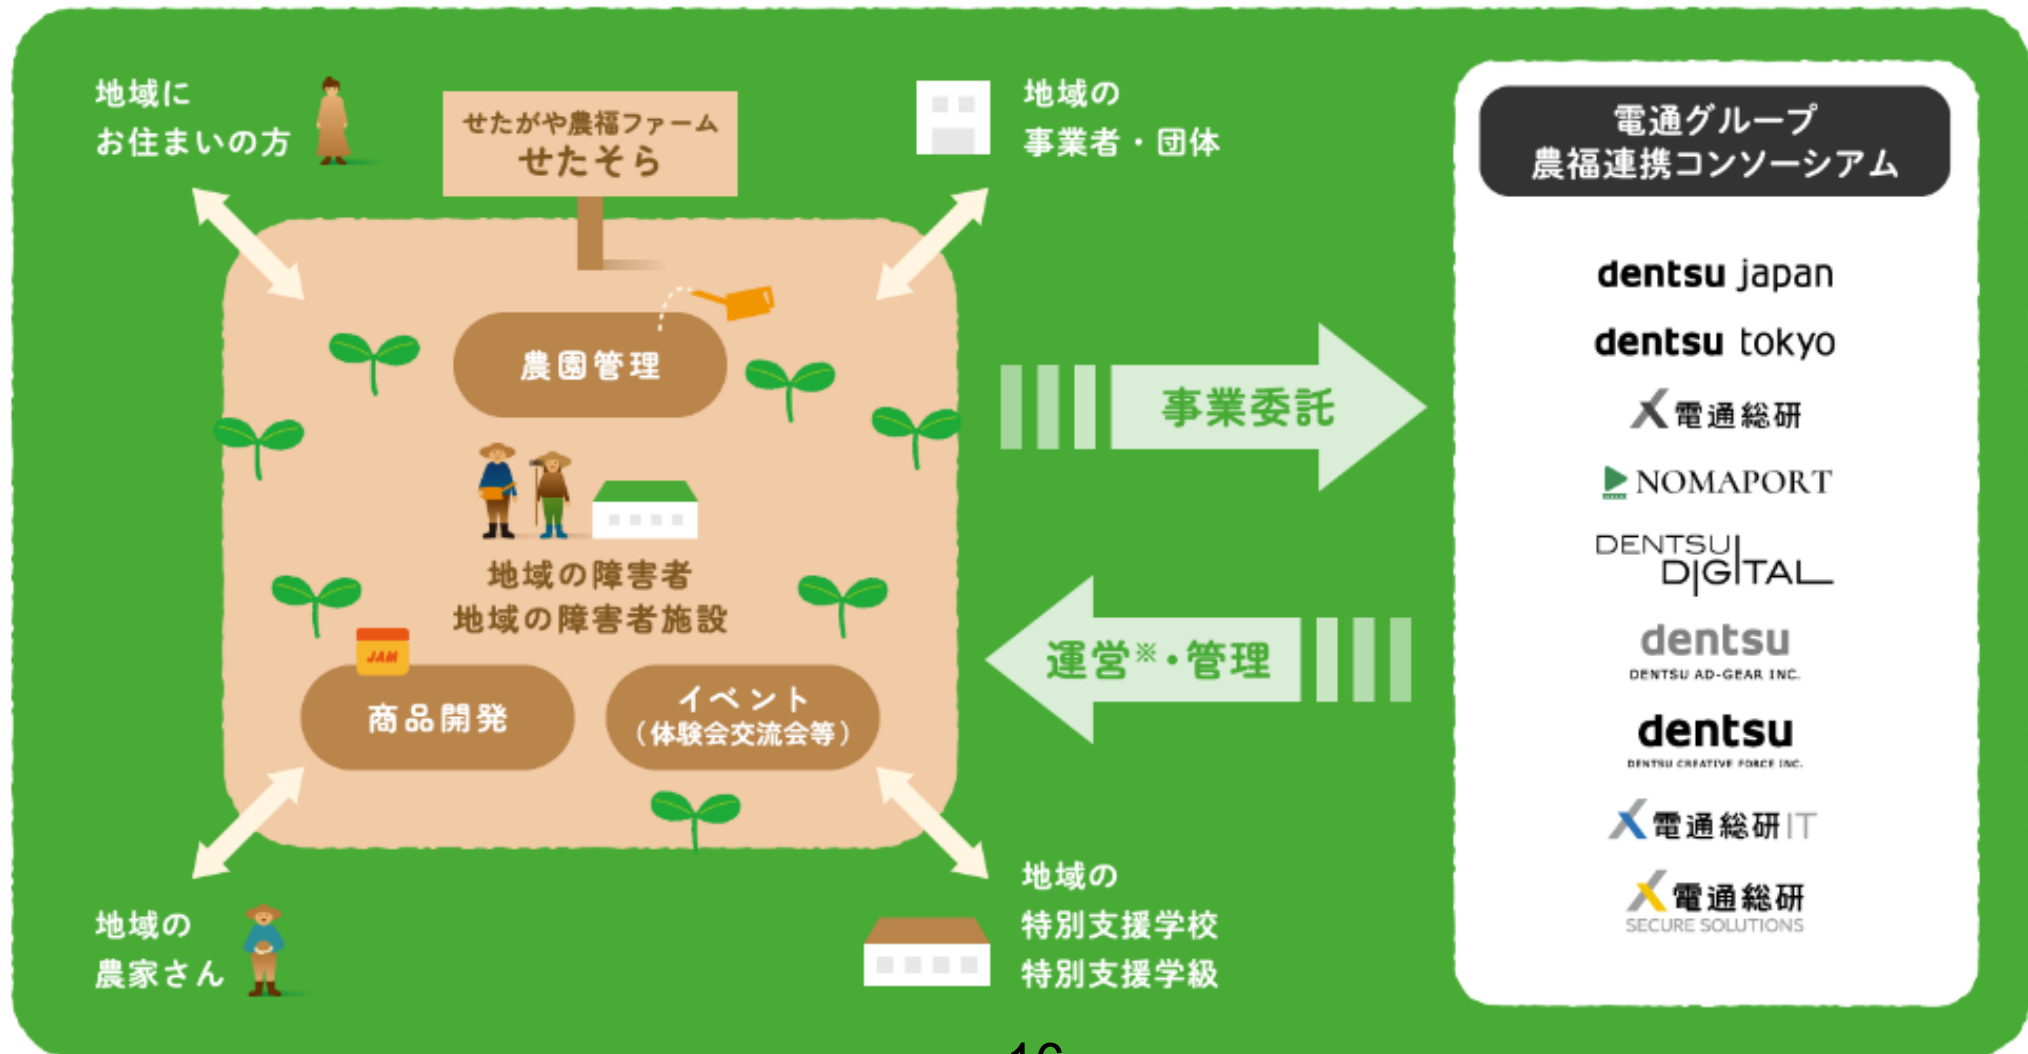 地域に
お住まいの方
せたがや農福ファーム
せたそら
地域の
事業者・団体
農園管理
地域の障害者
地域の障害者施設
JAM
商品開発
イベント
（体験会交流会等）
地域の
農家さん
地域の
特別支援学校
特別支援学級
事業委託
運営※・管理
電通グループ
農福連携コンソーシアム
dentsu japan
dentsu tokyo
電通総研
NOMAPORT
DENTSU
DIGITAL
dentsu
DENTSU AD-GEAR INC.
dentsu
DENTSU CREATIVE FORCE INC.
電通総研IT
電通総研
SECURE SOLUTIONS
16